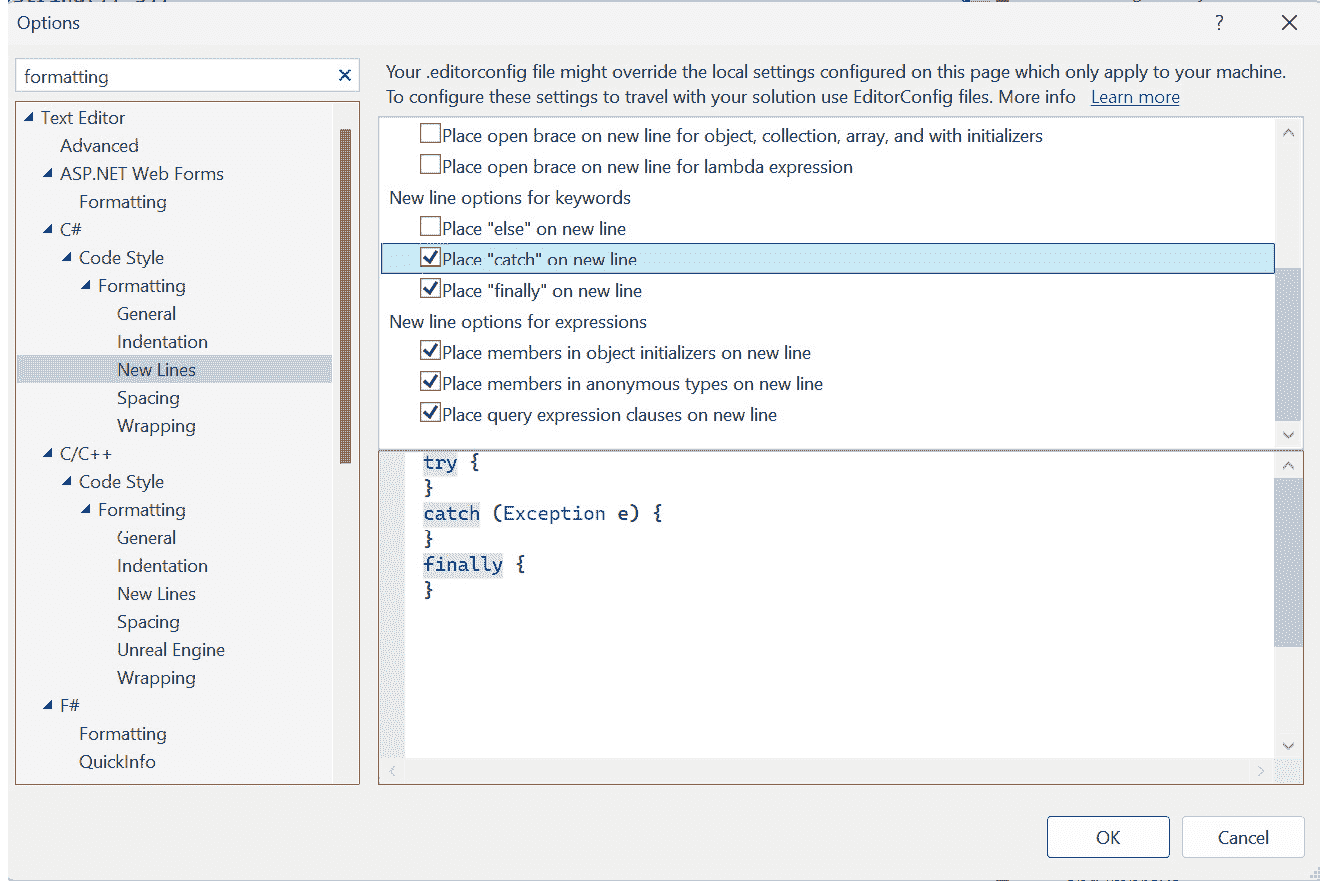 Options
?
formatting
Text Editor
Advanced
ASP.NET Web Forms
Formatting
C#
Code Style
Formatting
General
Indentation
New Lines
Spacing
Wrapping
C/C++
Code Style
Formatting
General
Indentation
New Lines
Spacing
Unreal Engine
Wrapping
F#
Formatting
QuickInfo
Your .editorconfig file might override the local settings configured on this page which only apply to your machine.
To configure these settings to travel with your solution use EditorConfig files. More info Learn more
Place open brace on new line for object, collection, array, and with initializers
Place open brace on new line for lambda expression
New line options for keywords
Place "else" on new line
Place "catch" on new line
Place "finally" on new line
New line options for expressions
Place members in object initializers on new line
Place members in anonymous types on new line
Place query expression clauses on new line
try {
}
catch (Exception e) {
}
finally {
}
OK
Cancel